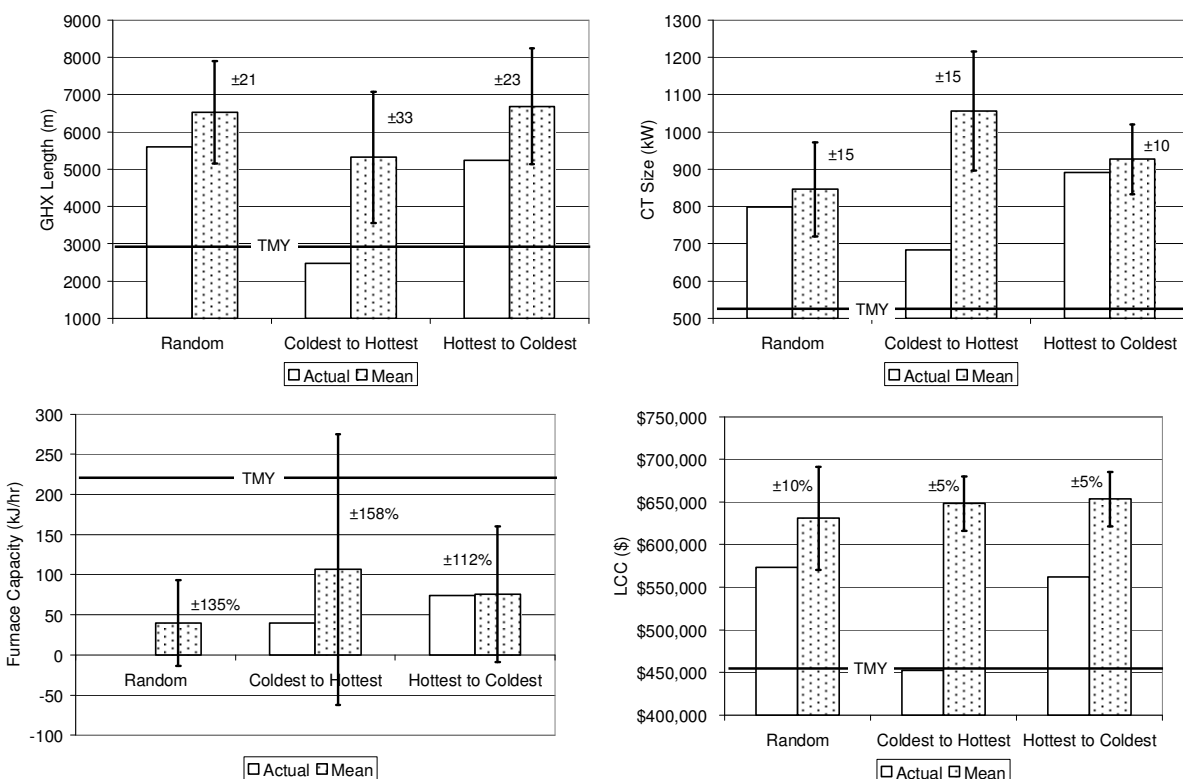 GHX Length (m)
9000
8000
7000
6000
5000
4000
3000
2000
1000
±21
±33
±23
TMY
Random
Coldest to Hottest
Hottest to Coldest
Actual Mean
CT Size (kW)
1300
1200
1100
1000
900
800
700
600
500
±15
±15
±10
TMY
Random
Coldest to Hottest
Hottest to Coldest
Actual Mean
Furnace Capacity (kJ/hr)
300
250
200
150
100
50
0
-50
-100
TMY
±135%
±158%
±112%
Random
Coldest to Hottest
Hottest to Coldest
Actual Mean
LCC ($)
$750,000
$700,000
$650,000
$600,000
$550,000
$500,000
$450,000
$400,000
±10%
±5%
±5%
TMY
Random
Coldest to Hottest
Hottest to Coldest
Actual Mean